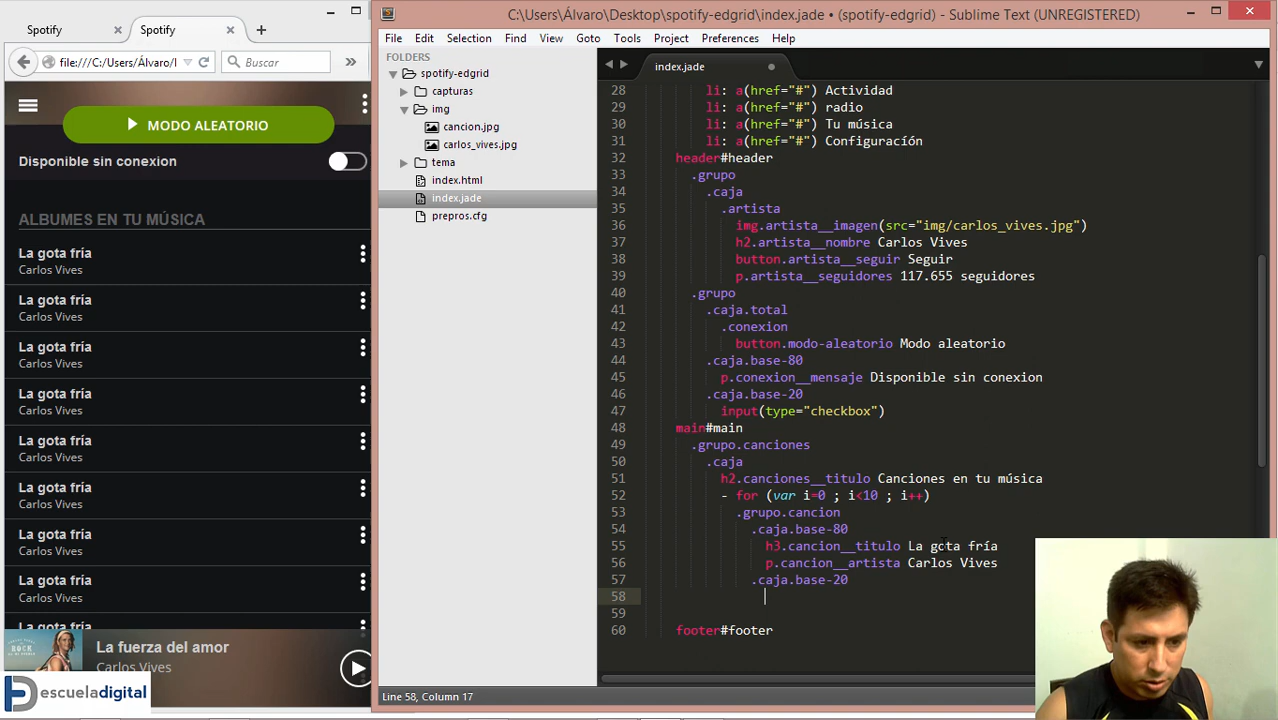 C:\Users\Álvaro\Desktop\spotify-edgrid\index.jade • (spotify-edgrid) - Sublime Text (UNREGISTERED)
Spotify
Spotify
file:///C:/Users/Álvaro/I
Buscar
MODO ALEATORIO
Disponible sin conexion
ALBUMES EN TU MÚSICA
La gota fría
Carlos Vives
La gota fría
Carlos Vives
La gota fría
Carlos Vives
La gota fría
Carlos Vives
La gota fría
Carlos Vives
La gota fría
Carlos Vives
La gota fría
Carlos Vives
La gota fría
Carlos Vives
La gota fría
La fuerza del amor
Carlos Vives
escueladigital
File Edit Selection Find View Goto Tools Project Preferences Help
FOLDERS
spotify-edgrid
capturas
img
cancion.jpg
carlos_vives.jpg
tema
index.html
index.jade
prepros.cfg
index.jade
28 li: a(href="#") Actividad
29 li: a(href="#") radio
30 li: a(href="#") Tu música
31 li: a(href="#") Configuracíón
32 header#header
33 .grupo
34 .caja
35 .artista
36 img.artista__imagen(src="img/carlos_vives.jpg")
37 h2.artista__nombre Carlos Vives
38 button.artista__seguir Seguir
39 p.artista__seguidores 117.655 seguidores
40 .grupo
41 .caja.total
42 .conexion
43 button.modo-aleatorio Modo aleatorio
44 .caja.base-80
45 p.conexion__mensaje Disponible sin conexion
46 .caja.base-20
47 input(type="checkbox")
48 main#main
49 .grupo.canciones
50 .caja
51 h2.canciones__titulo Canciones en tu música
52 - for (var i=0 ; i<10 ; i++)
53 .grupo.cancion
54 .caja.base-80
55 h3.cancion__titulo La gota fría
56 p.cancion__artista Carlos Vives
57 .caja.base-20
58
59
60 footer#footer
Line 58, Column 17